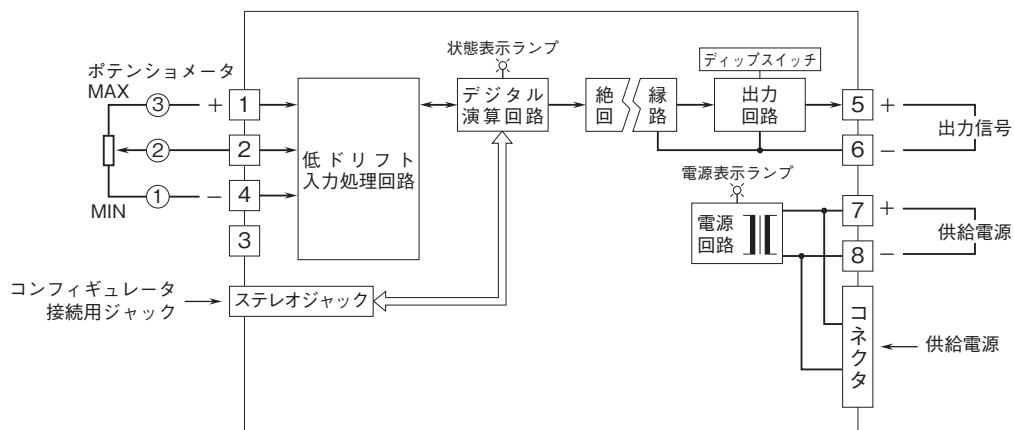 状態表示ランプ
ディップスイッチ
ポテンショメータ
MAX
③
+
1
②
2
①
−
4
MIN
3
低ドリフト
入力処理回路
デジタル
演算回路
絶 縁
回 路
出力
回路
5
+
6
−
出力信号
電源表示ランプ
電源
回路
7
+
8
−
供給電源
コンフィギュレータ
接続用ジャック
ステレオジャック
コネクタ
供給電源